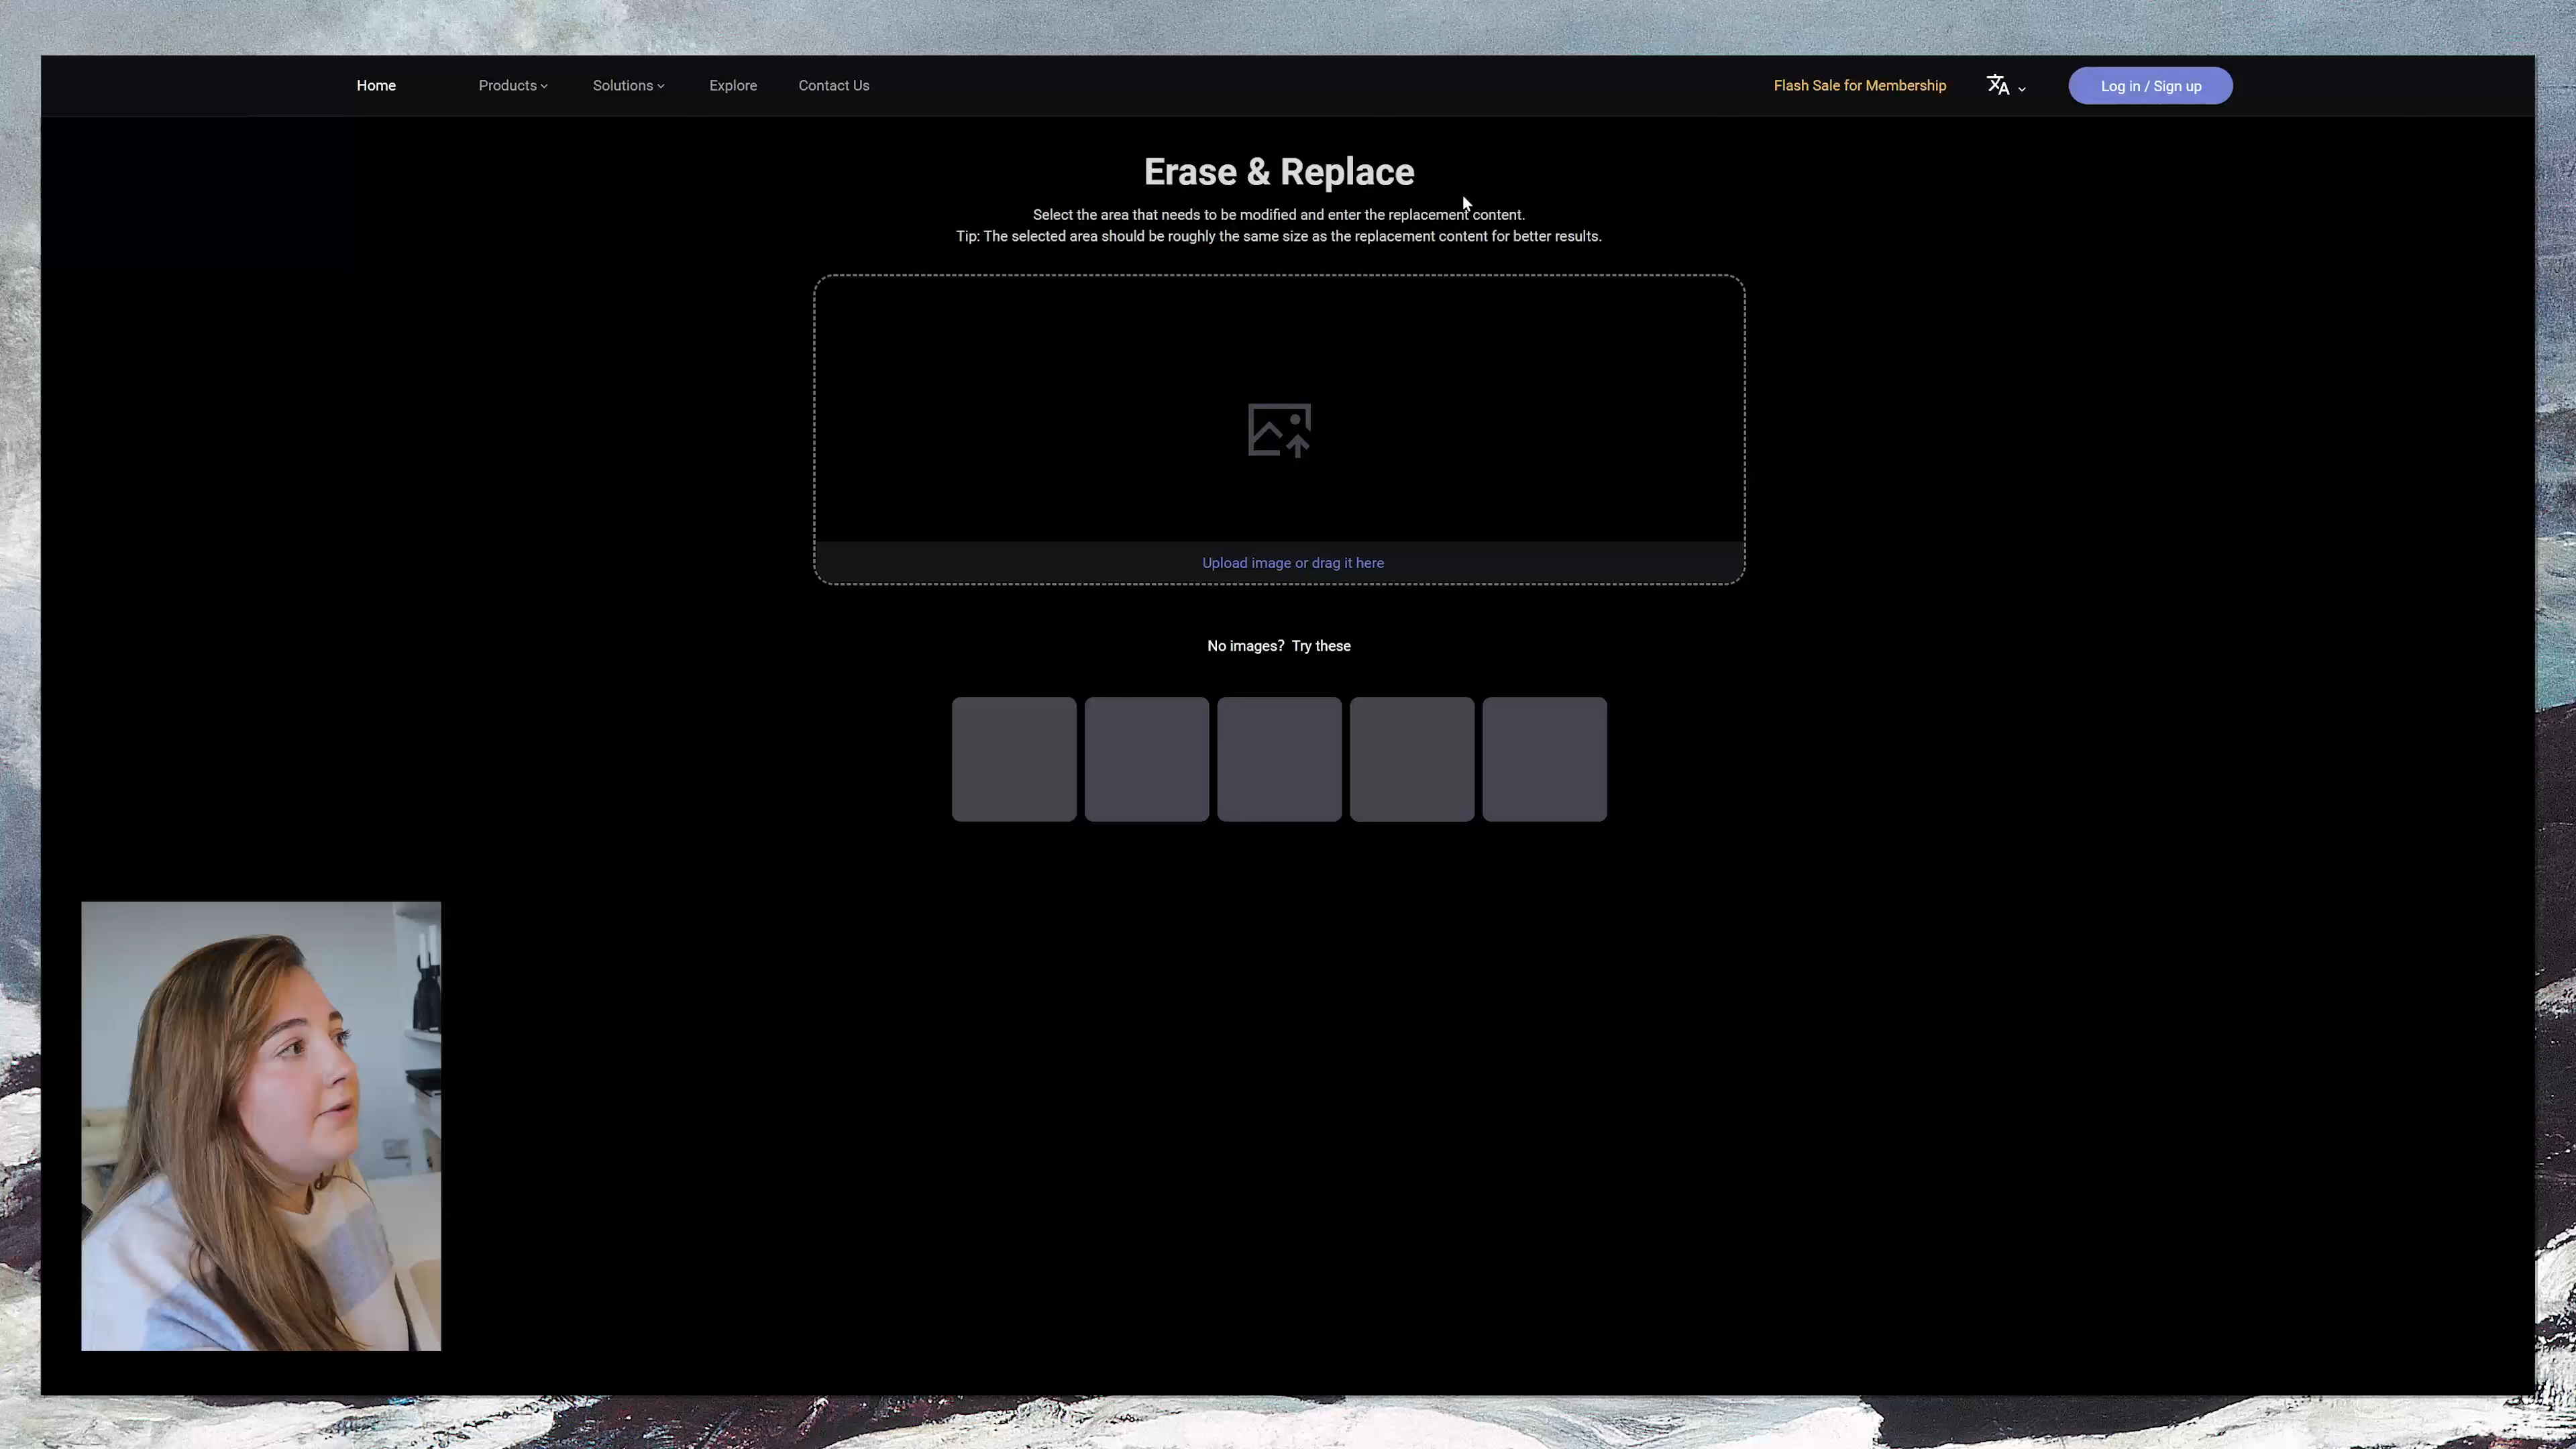 Home
Products
Solutions
Explore
Contact Us
Flash Sale for Membership
Log in / Sign up
Erase & Replace
Select the area that needs to be modified and enter the replacement content.
Tip: The selected area should be roughly the same size as the replacement content for better results.
Upload image or drag it here
No images? Try these